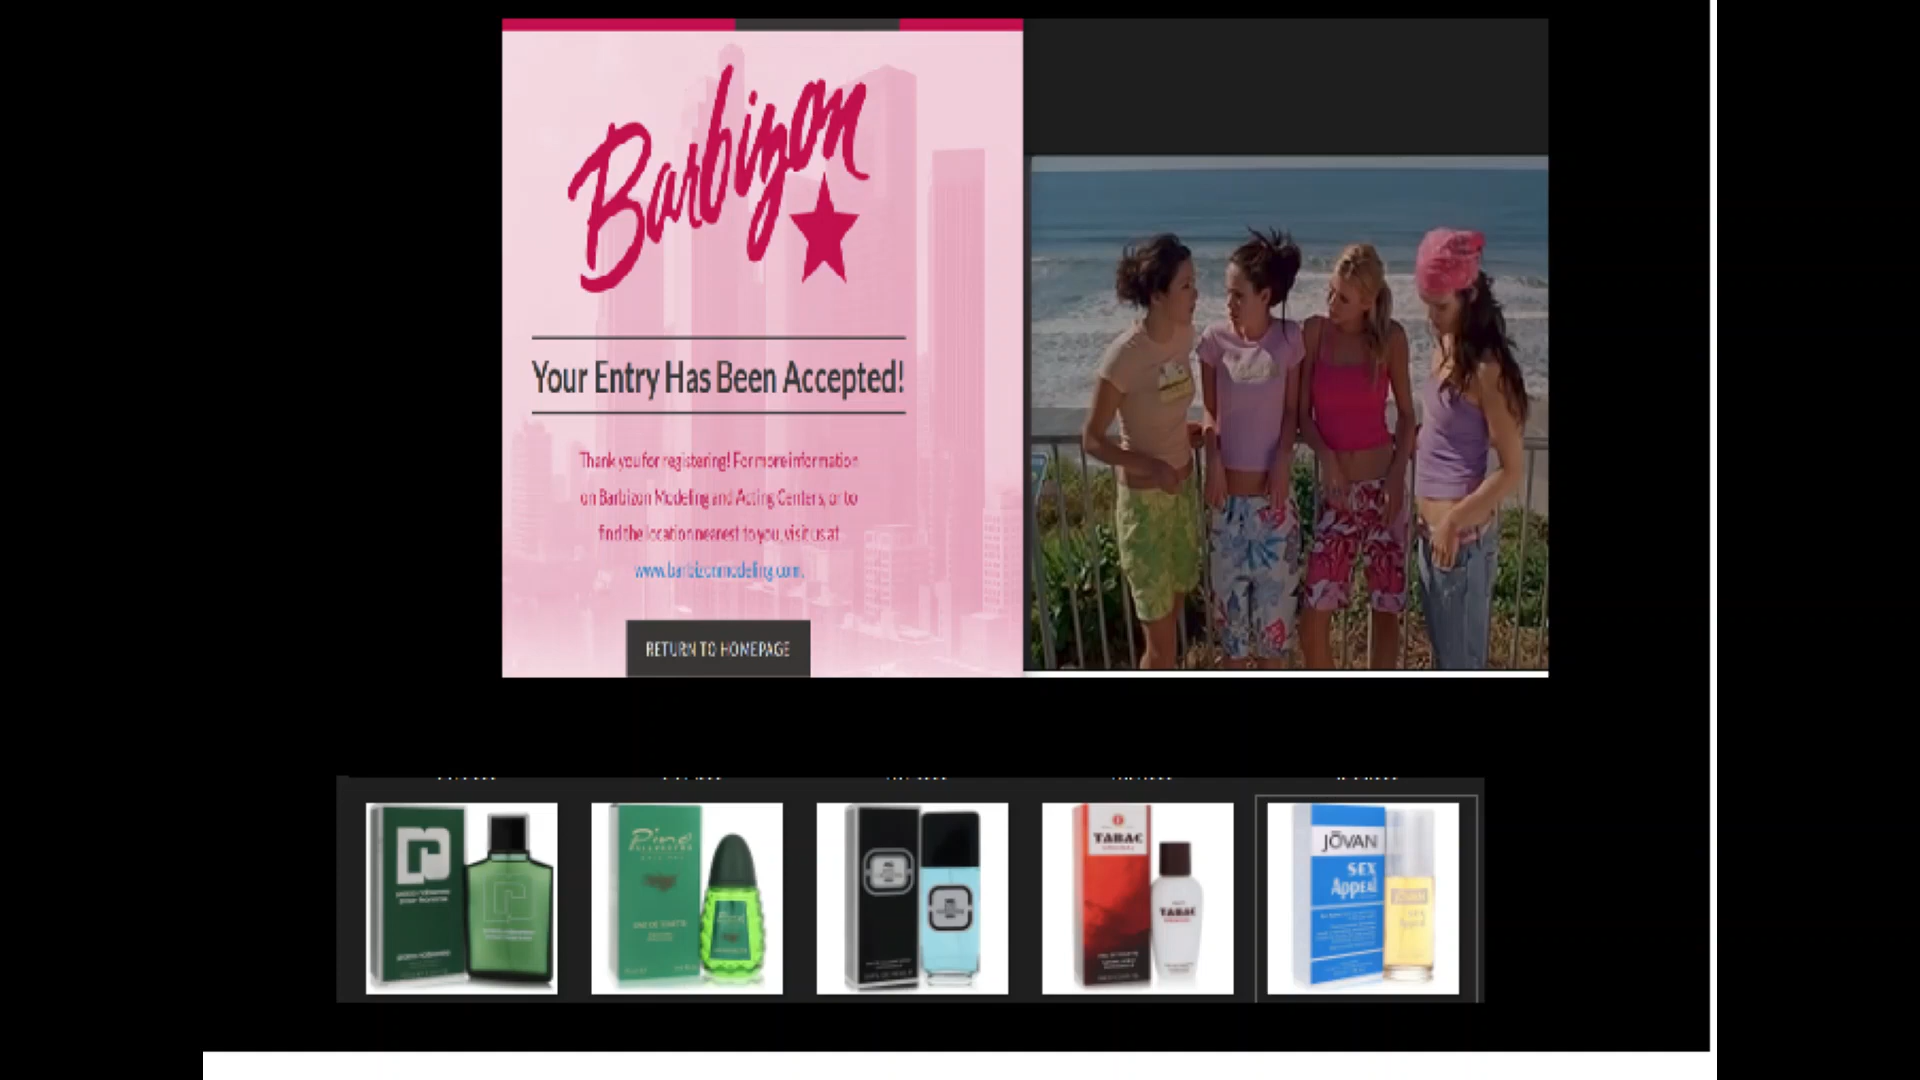 Barbizon
Your Entry Has Been Accepted!
Thank you for registering! For more information
on Barbizon Modeling and Acting Centers, or to
find the location nearest to you, visit us at
www.barbizonmodeling.com.
RETURN TO HOMEPAGE
Pino
TABAC
TABAC
JŌVAN
SEX
Appeal